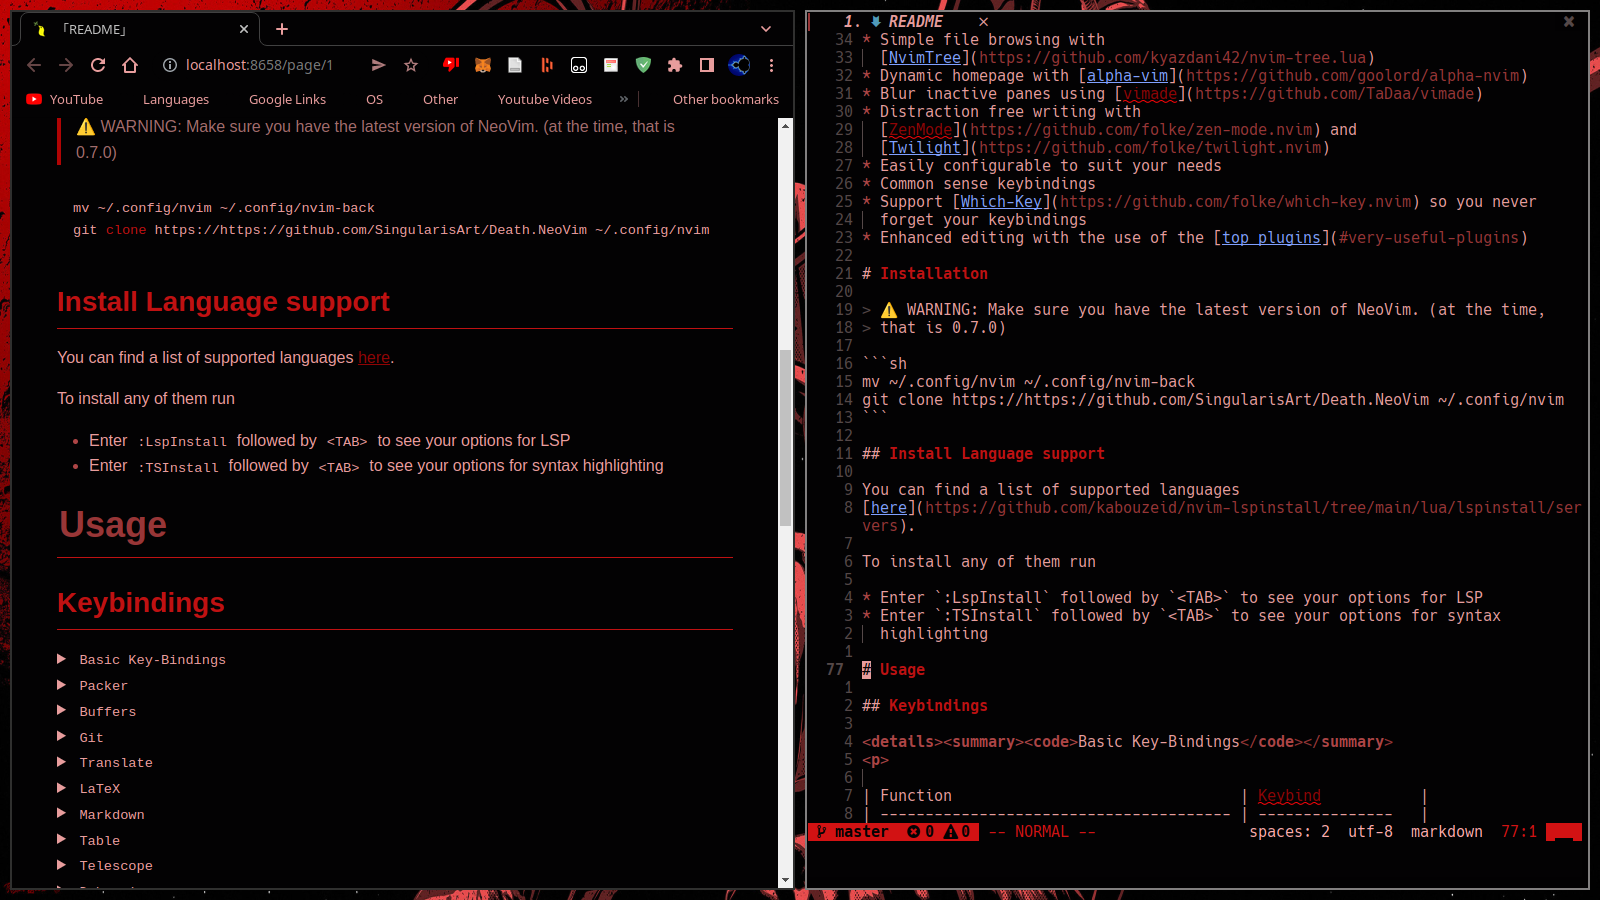 「README」
localhost:8658/page/1
YouTube Languages Google Links OS Other YouTube Videos » Other bookmarks
⚠️ WARNING: Make sure you have the latest version of NeoVim. (at the time, that is
0.7.0)
mv ~/.config/nvim ~/.config/nvim-back
git clone https://https://github.com/SingularisArt/Death.NeoVim ~/.config/nvim
Install Language support
You can find a list of supported languages here.
To install any of them run
• Enter :LspInstall followed by <TAB> to see your options for LSP
• Enter :TSInstall followed by <TAB> to see your options for syntax highlighting
Usage
Keybindings
Basic Key-Bindings
Packer
Buffers
Git
Translate
LaTeX
Markdown
Table
Telescope
1. README
34 * Simple file browsing with
33 [NvimTree](https://github.com/kyazdani42/nvim-tree.lua)
32 * Dynamic homepage with [alpha-vim](https://github.com/goolord/alpha-nvim)
31 * Blur inactive panes using [vimade](https://github.com/TaDaa/vimade)
30 * Distraction free writing with
29 [ZenMode](https://github.com/folke/zen-mode.nvim) and
28 [Twilight](https://github.com/folke/twilight.nvim)
27 * Easily configurable to suit your needs
26 * Common sense keybindings
25 * Support [Which-Key](https://github.com/folke/which-key.nvim) so you never
24 forget your keybindings
23 * Enhanced editing with the use of the [top plugins](#very-useful-plugins)
22
21 # Installation
20
19 > ⚠️ WARNING: Make sure you have the latest version of NeoVim. (at the time,
18 > that is 0.7.0)
17
16 ```sh
15 mv ~/.config/nvim ~/.config/nvim-back
14 git clone https://https://github.com/SingularisArt/Death.NeoVim ~/.config/nvim
13 ```
12
11 ## Install Language support
10
9 You can find a list of supported languages
8 [here](https://github.com/kabouzeid/nvim-lspinstall/tree/main/lua/lspinstall/ser
vers).
7
6 To install any of them run
5
4 * Enter `:LspInstall` followed by `<TAB>` to see your options for LSP
3 * Enter `:TSInstall` followed by `<TAB>` to see your options for syntax
2 highlighting
1
77 # Usage
1
2 ## Keybindings
3
4 <details><summary><code>Basic Key-Bindings</code></summary>
5 <p>
6
7 | Function | Keybind |
8 | --------------------------------------- | --------------- |
master 0 0 -- NORMAL -- spaces: 2 utf-8 markdown 77:1